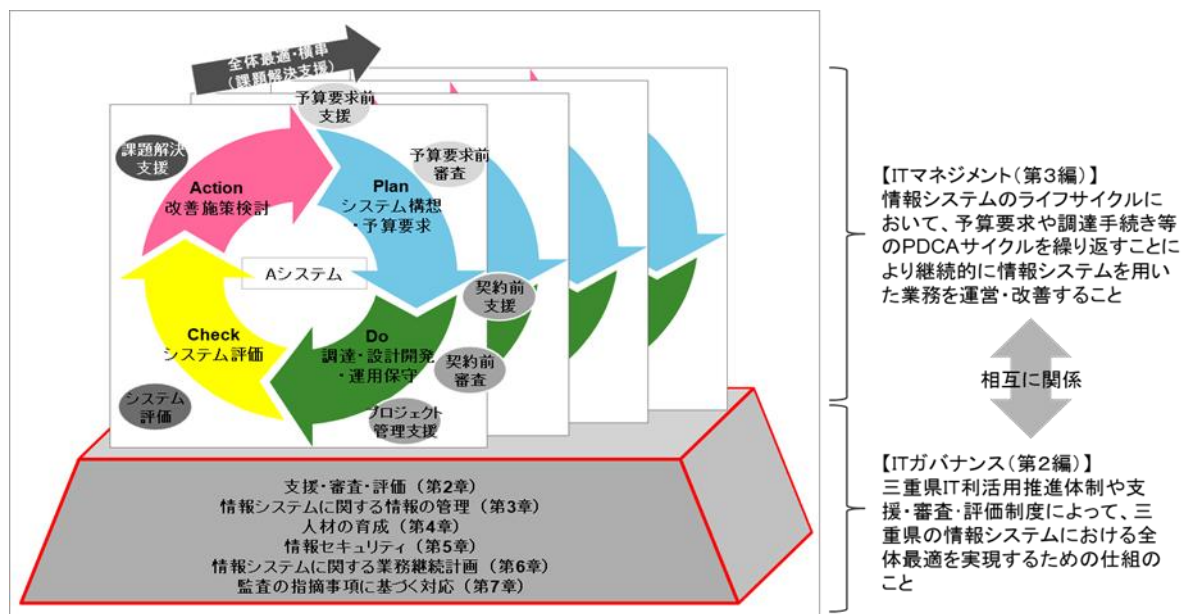 全体最適・横串
(課題解決支援)
予算要求前
支援
課題解決
支援
予算要求前
審査
Action
改善施策検討
Plan
システム構想
・予算要求
Aシステム
契約前
支援
Check
システム評価
Do
調達・設計開発
・運用保守
契約前
審査
システム
評価
プロジェクト
管理支援
支援・審査・評価(第2章)
情報システムに関する情報の管理(第3章)
人材の育成(第4章)
情報セキュリティ(第5章)
情報システムに関する業務継続計画(第6章)
監査の指摘事項に基づく対応(第7章)
【ITマネジメント(第3編)】
情報システムのライフサイクルにお
いて、予算要求や調達手続き等
のPDCAサイクルを繰り返すことに
より継続的に情報システムを用い
た業務を運営・改善すること
相互に関係
【ITガバナンス(第2編)】
三重県IT利活用推進体制や支
援・審査・評価制度によって、三
重県の情報システムにおける全
体最適を実現するための仕組の
こと